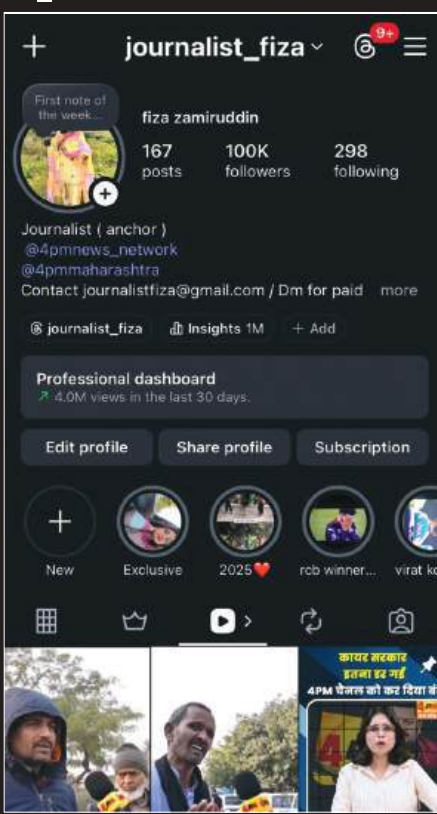 journalist_fiza
9+
First note of
the week...
fiza zamiruddin
167 100K 298
posts followers following
Journalist ( anchor )
@4pmnews_network
@4pmmaharashtra
Contact journalistfiza@gmail.com / Dm for paid more
journalist_fiza Insights 1M + Add
Professional dashboard
4.0M views in the last 30 days.
Edit profile Share profile Subscription
New Exclusive 2025❤️ rcb winner... virat ko
कायर सरकार
इतना डर गई
4PM चैनल को कर दिया बं